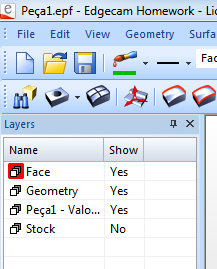 Peça1.epf - Edgecam Homework - Lic
File Edit View Geometry Surfa
Fac
Layers
Name Show
Face Yes
Geometry Yes
Peça1 - Valo... Yes
Stock No